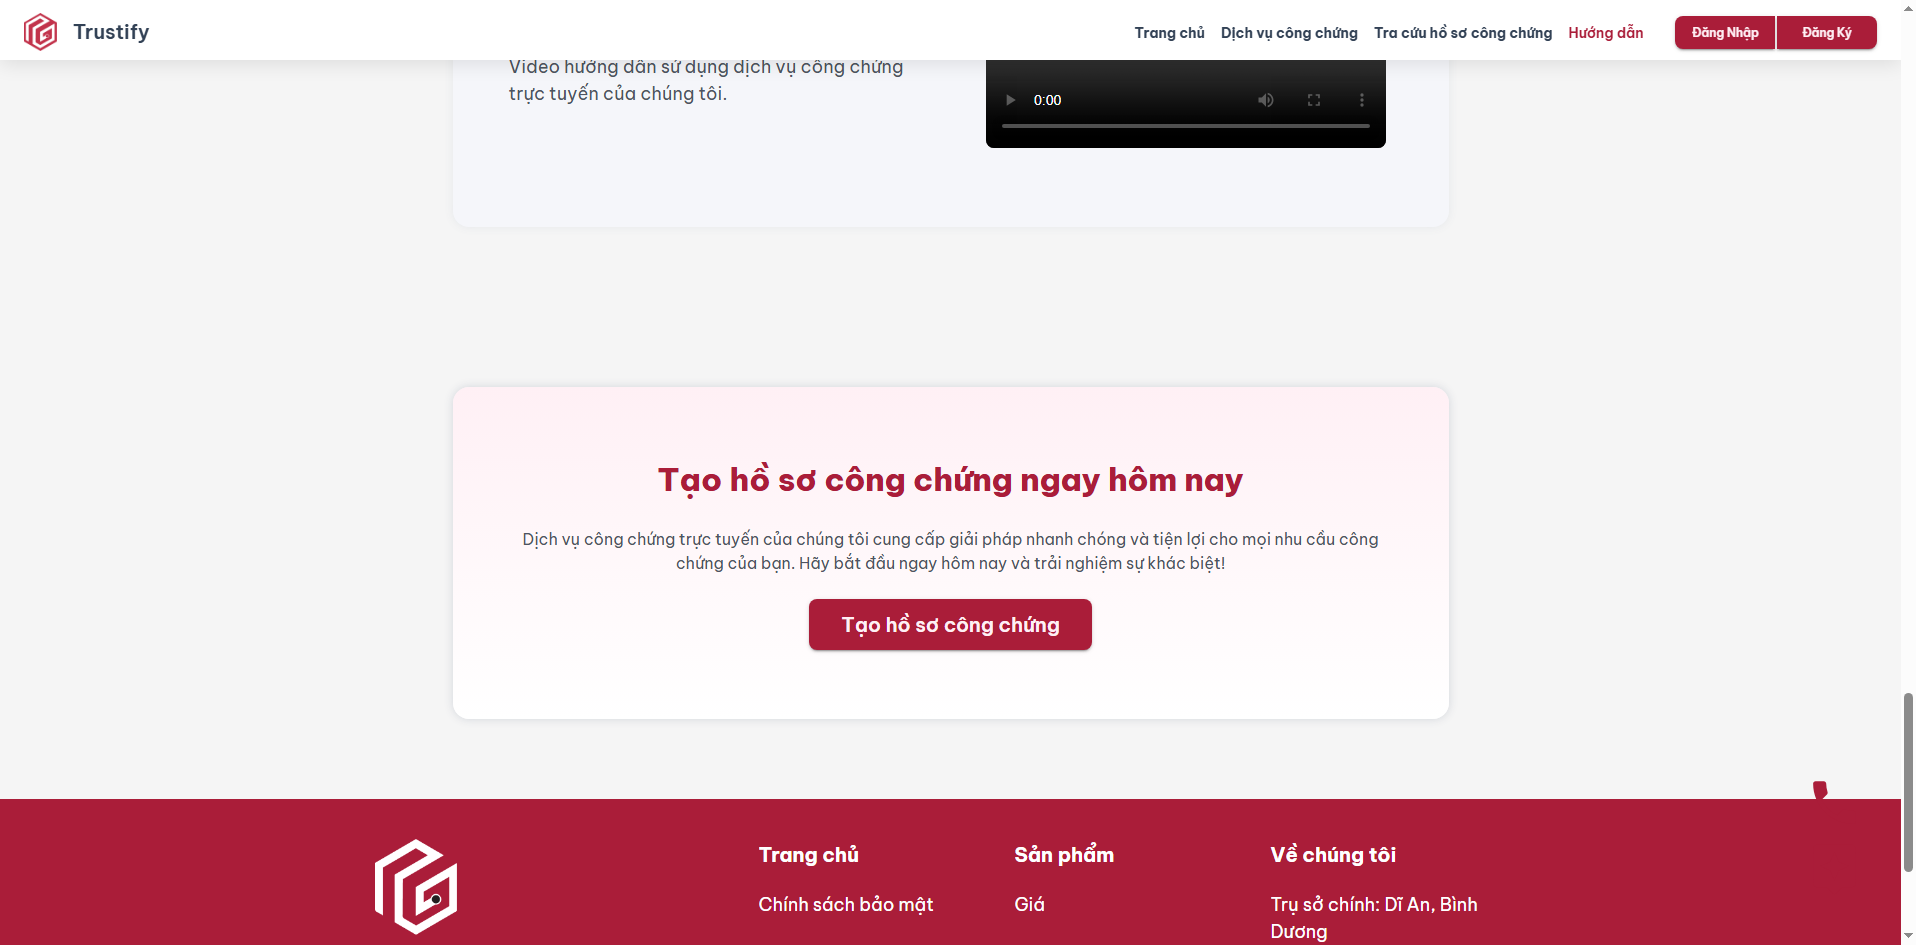 Trustify
Trang chủ
Dịch vụ công chứng
Tra cứu hồ sơ công chứng
Hướng dẫn
Đăng Nhập
Đăng Ký
Video hướng dẫn sử dụng dịch vụ công chứng
trực tuyến của chúng tôi.
0:00
Tạo hồ sơ công chứng ngay hôm nay
Dịch vụ công chứng trực tuyến của chúng tôi cung cấp giải pháp nhanh chóng và tiện lợi cho mọi nhu cầu công
chứng của bạn. Hãy bắt đầu ngay hôm nay và trải nghiệm sự khác biệt!
Tạo hồ sơ công chứng
Trang chủ
Chính sách bảo mật
Sản phẩm
Giá
Về chúng tôi
Trụ sở chính: Dĩ An, Bình
Dương